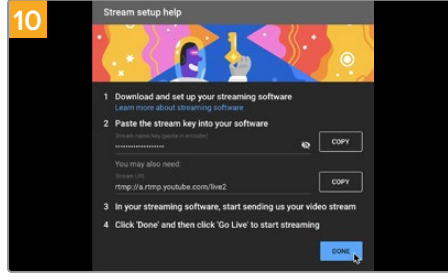 10
Stream setup help
1 Download and set up your streaming software
Learn more about streaming software
2 Paste the stream key into your software
Stream name/key (paste in encoder)
•••••••••••••••••••
COPY
You may also need:
Stream URL
rtmp://a.rtmp.youtube.com/live2
COPY
3 In your streaming software, start sending us your video stream
4 Click 'Done' and then click 'Go Live' to start streaming
DONE